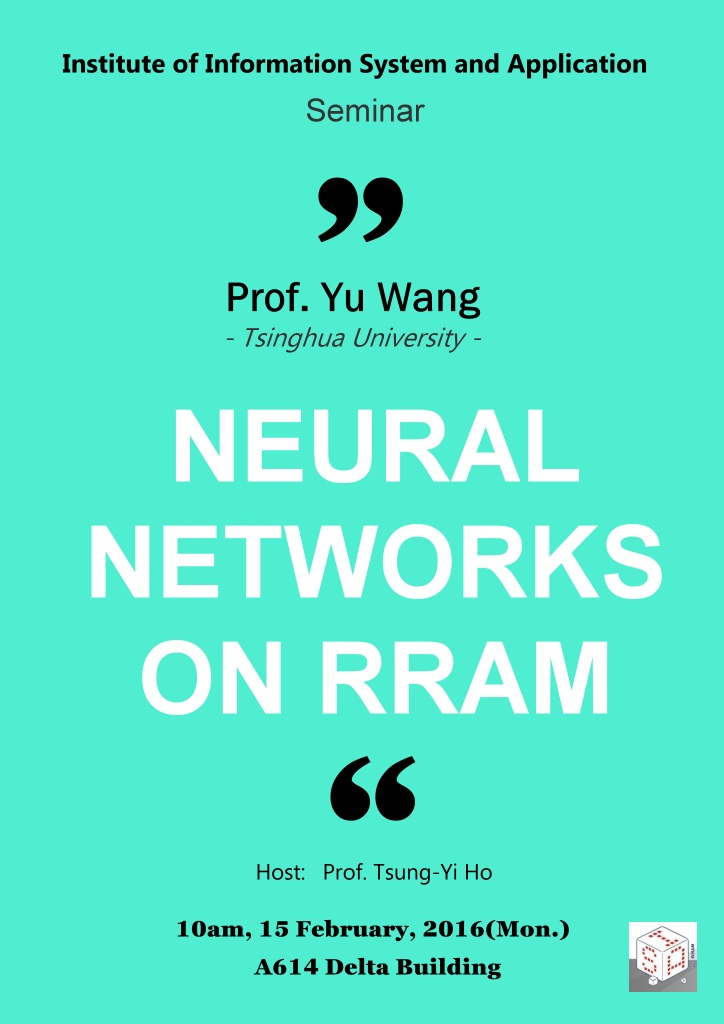 Institute of Information System and Application
Seminar
”
Prof. Yu Wang
- Tsinghua University -
NEURAL
NETWORKS
ON RRAM
“
Host: Prof. Tsung-Yi Ho
10am, 15 February, 2016(Mon.)
A614 Delta Building